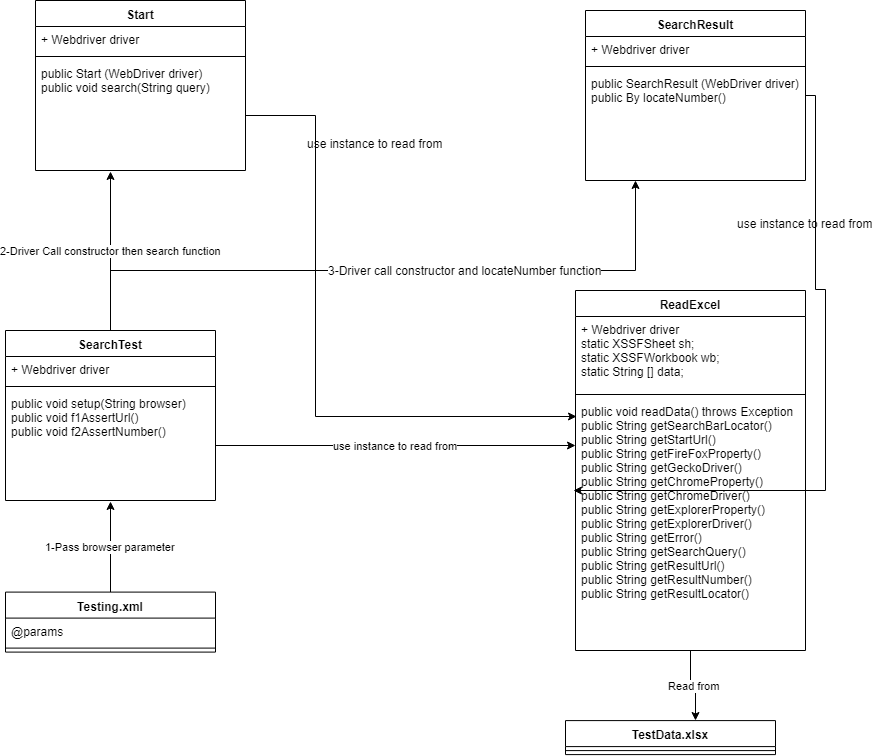 Start
+ Webdriver driver
public Start (WebDriver driver)
public void search(String query)
SearchResult
+ Webdriver driver
public SearchResult (WebDriver driver)
public By locateNumber()
use instance to read from
use instance to read from
2-Driver Call constructor then search function
3-Driver call constructor and locateNumber function
SearchTest
+ Webdriver driver
public void setup(String browser)
public void f1AssertUrl()
public void f2AssertNumber()
use instance to read from
ReadExcel
+ Webdriver driver
static XSSFSheet sh;
static XSSFWorkbook wb;
static String [] data;
public void readData() throws Exception
public String getSearchBarLocator()
public String getStartUrl()
public String getFireFoxProperty()
public String getGeckoDriver()
public String getChromeProperty()
public String getChromeDriver()
public String getExplorerProperty()
public String getExplorerDriver()
public String getError()
public String getSearchQuery()
public String getResultUrl()
public String getResultNumber()
public String getResultLocator()
1-Pass browser parameter
Testing.xml
@params
Read from
TestData.xlsx